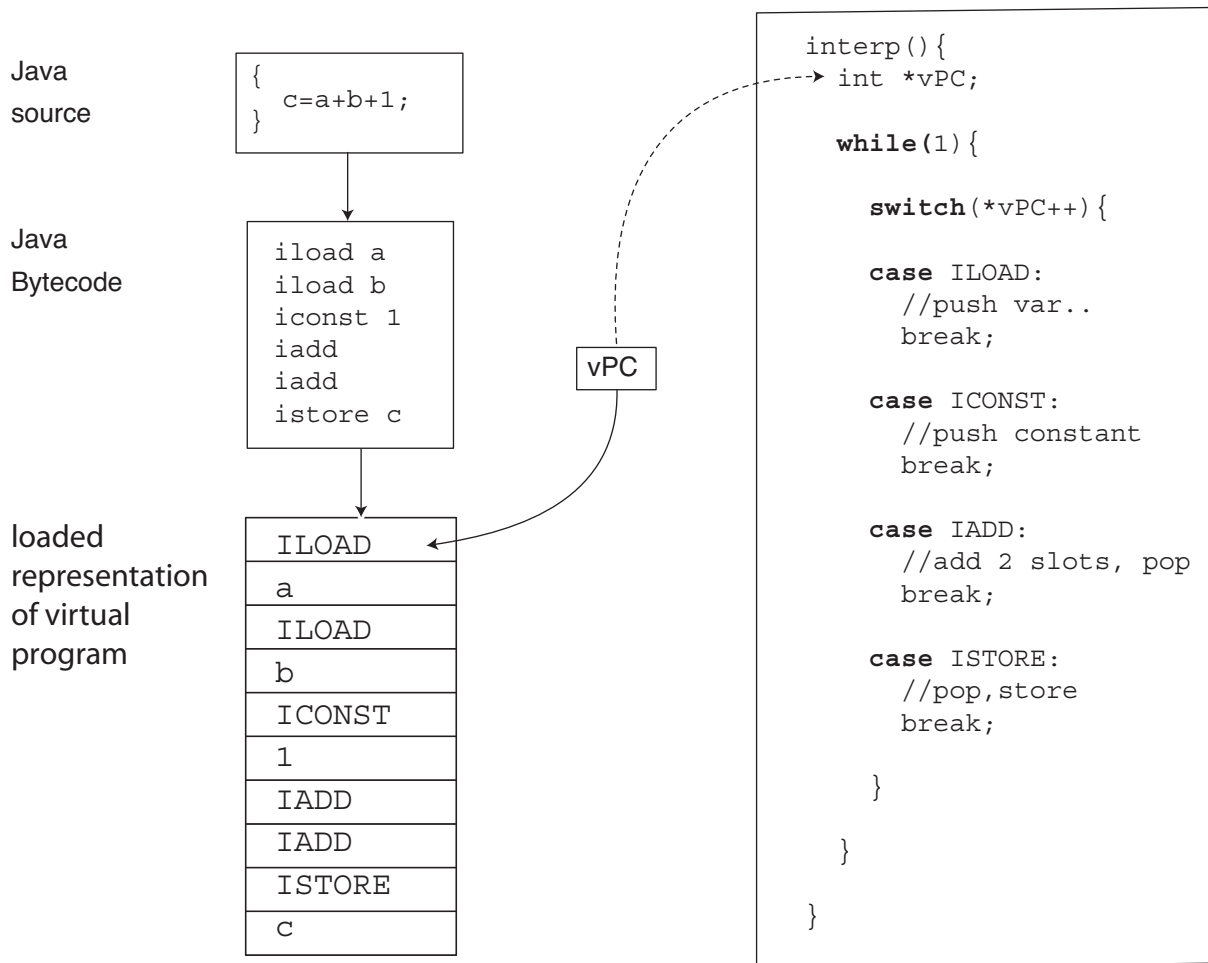 Java
source
{
c=a+b+1;
}
Java
Bytecode
iload a
iload b
iconst 1
iadd
iadd
istore c
loaded
representation
of virtual
program
ILOAD
a
ILOAD
b
ICONST
1
IADD
IADD
ISTORE
c
vPC
interp(){
int *vPC;
while(1){
switch(*vPC++){
case ILOAD:
//push var..
break;
case ICONST:
//push constant
break;
case IADD:
//add 2 slots, pop
break;
case ISTORE:
//pop,store
break;
}
}
}